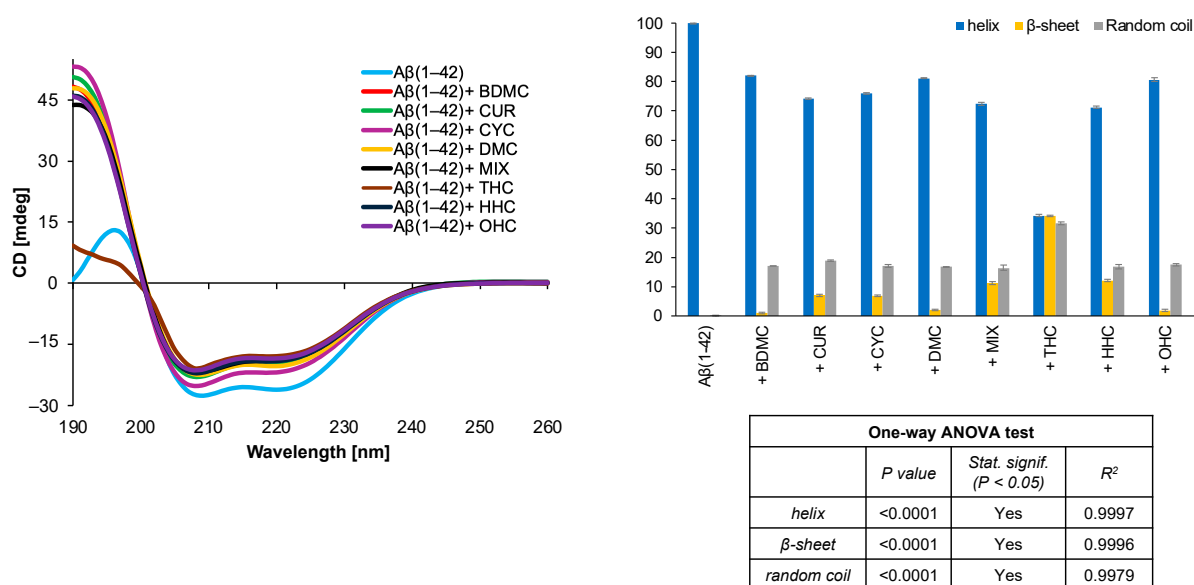 45
30
15
0
–15
–30
CD [mdeg]
190 200 210 220 230 240 250 260
Wavelength [nm]
Aβ(1–42)
Aβ(1–42)+ BDMC
Aβ(1–42)+ CUR
Aβ(1–42)+ CYC
Aβ(1–42)+ DMC
Aβ(1–42)+ MIX
Aβ(1–42)+ THC
Aβ(1–42)+ HHC
Aβ(1–42)+ OHC
helix β-sheet Random coil
100
90
80
70
60
50
40
30
20
10
0
Aβ(1–42)
+ BDMC
+ CUR
+ CYC
+ DMC
+ MIX
+ THC
+ HHC
+ OHC
One-way ANOVA test
P value Stat. signif. (P < 0.05) R²
helix <0.0001 Yes 0.9997
β-sheet <0.0001 Yes 0.9996
random coil <0.0001 Yes 0.9979